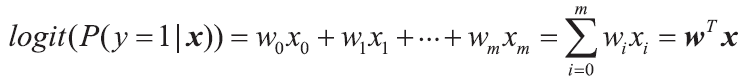 logit(P(y = 1 | x)) = w₀x₀ + w₁x₁ + ··· + wₘxₘ = ∑ᵢ₌₀ᵐ wᵢxᵢ = wᵀx